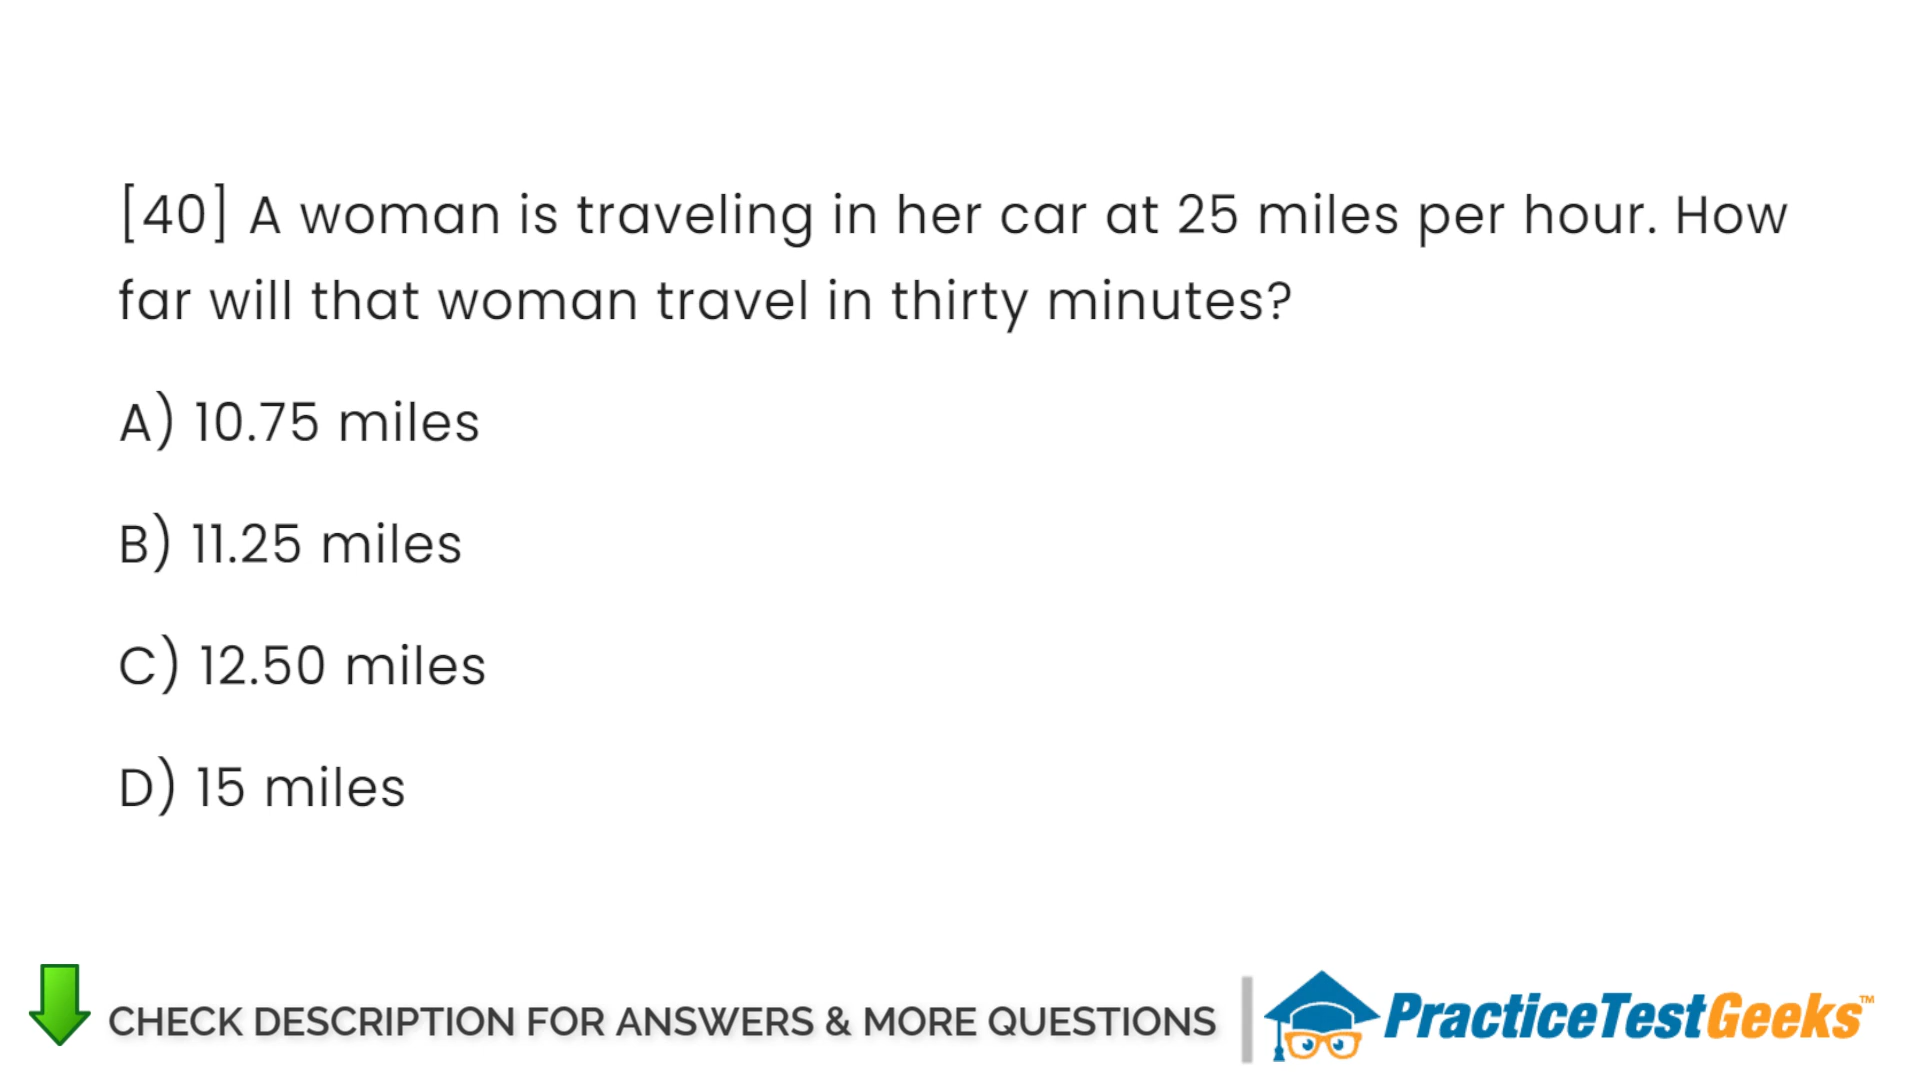 [40] A woman is traveling in her car at 25 miles per hour. How
far will that woman travel in thirty minutes?
A) 10.75 miles
B) 11.25 miles
C) 12.50 miles
D) 15 miles
CHECK DESCRIPTION FOR ANSWERS & MORE QUESTIONS
PracticeTestGeeks™